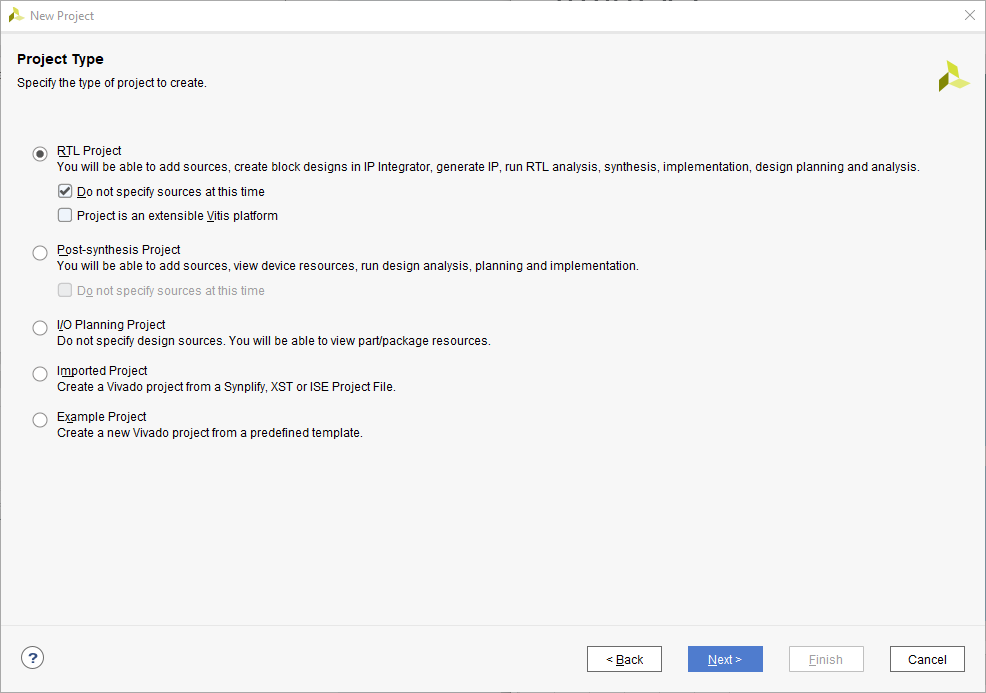 New Project
Project Type
Specify the type of project to create.
RTL Project
You will be able to add sources, create block designs in IP Integrator, generate IP, run RTL analysis, synthesis, implementation, design planning and analysis.
Do not specify sources at this time
Project is an extensible Vitis platform
Post-synthesis Project
You will be able to add sources, view device resources, run design analysis, planning and implementation.
Do not specify sources at this time
I/O Planning Project
Do not specify design sources. You will be able to view part/package resources.
Imported Project
Create a Vivado project from a Synplify, XST or ISE Project File.
Example Project
Create a new Vivado project from a predefined template.
? < Back Next > Finish Cancel